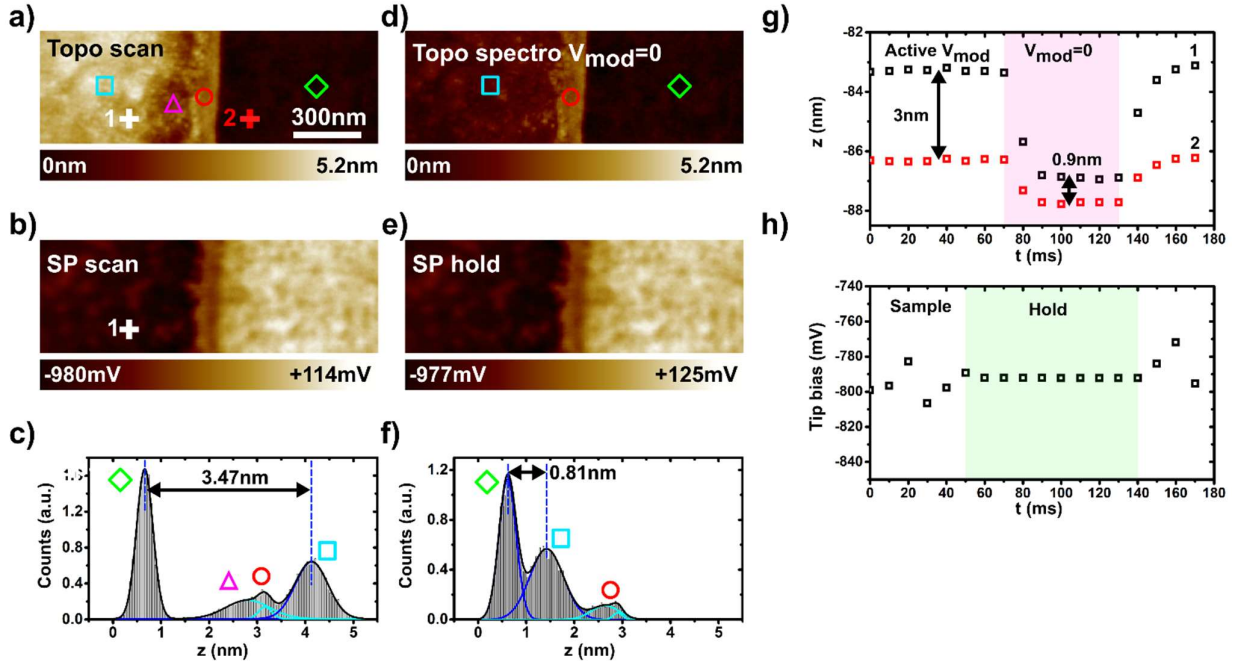 a)
Topo scan
1
2
300nm
0nm
5.2nm
b)
SP scan
1
-980mV
+114mV
c)
3.47nm
Counts (a.u.)
1.2
0.8
0.4
0.0
0 1 2 3 4 5
z (nm)
d)
Topo spectro Vmod=0
0nm
5.2nm
e)
SP hold
-977mV
+125mV
f)
0.81nm
Counts (a.u.)
1.2
0.8
0.4
0.0
0 1 2 3 4 5
z (nm)
g)
Active Vmod
Vmod=0
1
3nm
0.9nm
2
z (nm)
-82
-84
-86
-88
0 20 40 60 80 100 120 140 160 180
t (ms)
h)
Sample
Hold
Tip bias (mV)
-740
-760
-780
-800
-820
-840
0 20 40 60 80 100 120 140 160 180
t (ms)